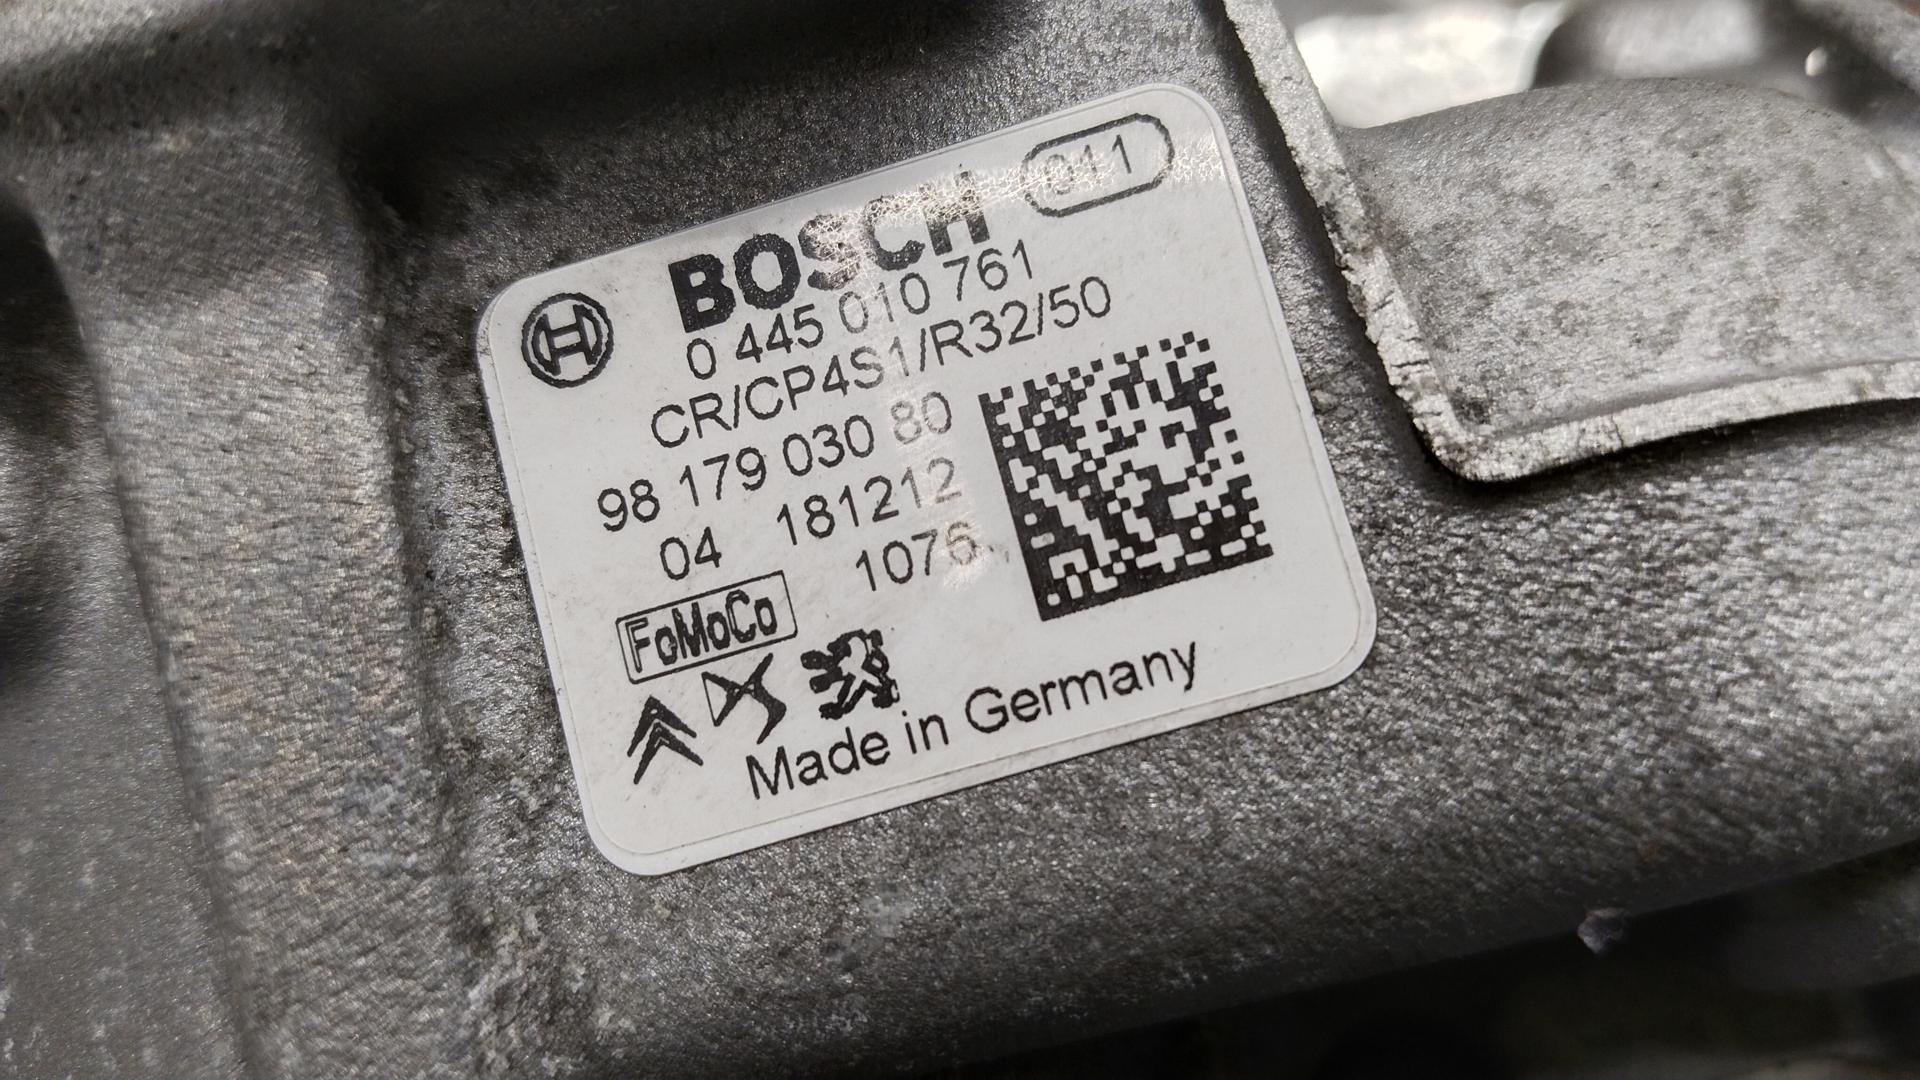 BOSCH
0 445 010 761
CR/CP4S1/R32/50
98 179 030 80
04 181212
1076
FoMoCo
Made in Germany